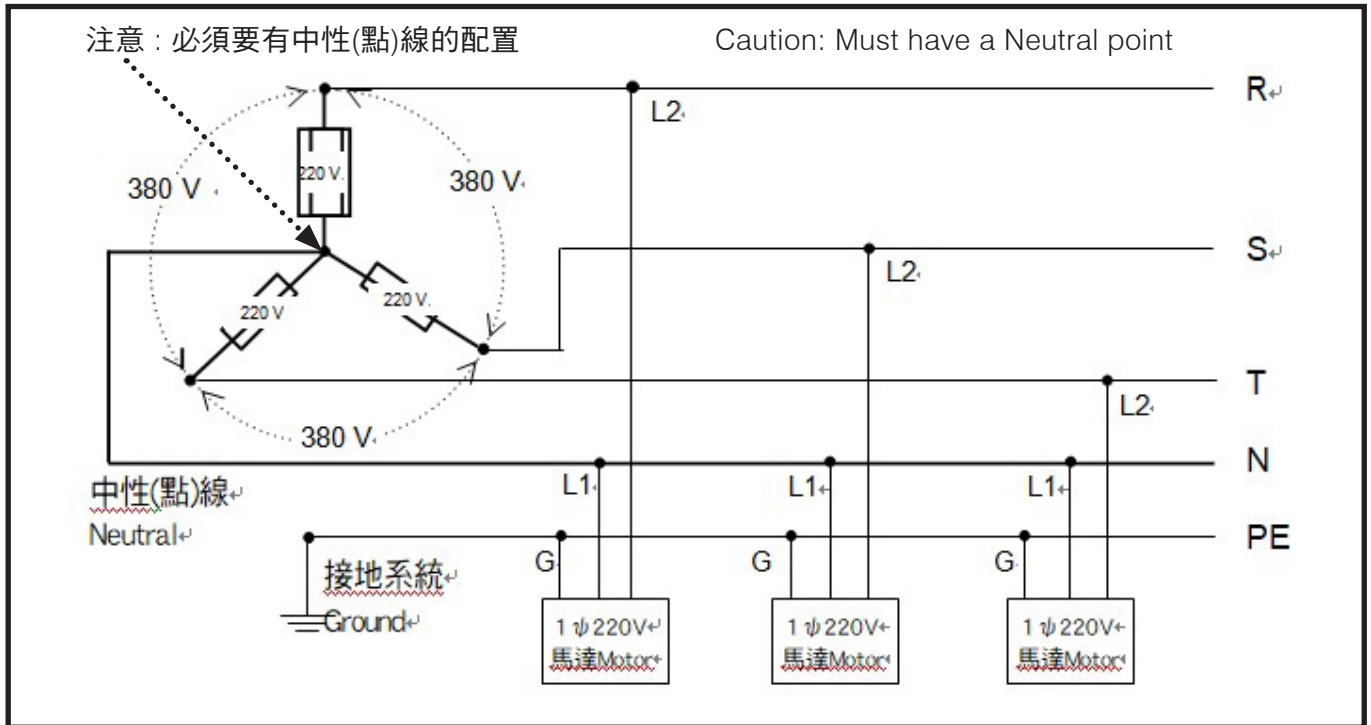 注意 : 必須要有中性(點)線的配置
Caution: Must have a Neutral point
R
L2
220 V
380 V
380 V
S
L2
220 V
220 V
T
L2
380 V
N
L1
L1
L1
中性(點)線
Neutral
PE
G
G
G
接地系統
Ground
1 ψ 220V
馬達Motor
1 ψ 220V
馬達Motor
1 ψ 220V
馬達Motor